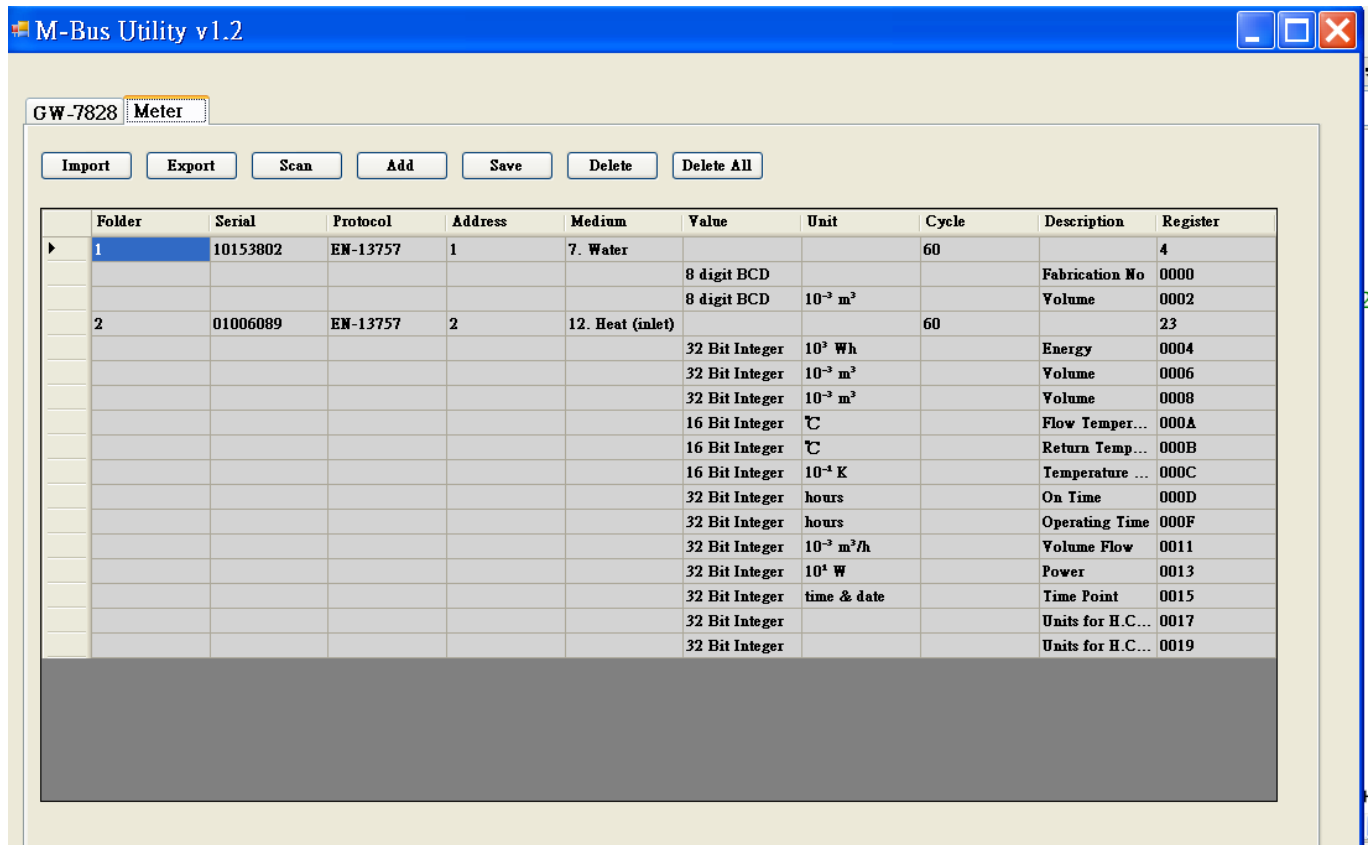 M-Bus Utility v1.2
GW-7828 Meter
Import Export Scan Add Save Delete Delete All
Folder Serial Protocol Address Medium Value Unit Cycle Description Register
1 10153802 EN-13757 1 7. Water 60 4
8 digit BCD Fabrication No 0000
8 digit BCD 10⁻³ m³ Volume 0002
2 01006089 EN-13757 2 12. Heat (inlet) 60 23
32 Bit Integer 10³ Wh Energy 0004
32 Bit Integer 10⁻³ m³ Volume 0006
32 Bit Integer 10⁻³ m³ Volume 0008
16 Bit Integer ℃ Flow Temper... 000A
16 Bit Integer ℃ Return Temp... 000B
16 Bit Integer 10⁻¹ K Temperature ... 000C
32 Bit Integer hours On Time 000D
32 Bit Integer hours Operating Time 000F
32 Bit Integer 10⁻³ m³/h Volume Flow 0011
32 Bit Integer 10¹ W Power 0013
32 Bit Integer time & date Time Point 0015
32 Bit Integer Units for H.C... 0017
32 Bit Integer Units for H.C... 0019